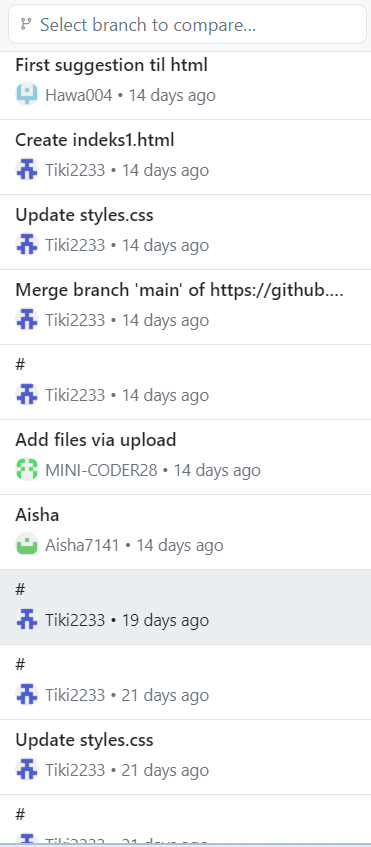 Select branch to compare...
First suggestion til html
Hawa004 • 14 days ago
Create indeks1.html
Tiki2233 • 14 days ago
Update styles.css
Tiki2233 • 14 days ago
Merge branch 'main' of https://github....
Tiki2233 • 14 days ago
#
Tiki2233 • 14 days ago
Add files via upload
MINI-CODER28 • 14 days ago
Aisha
Aisha7141 • 14 days ago
#
Tiki2233 • 19 days ago
#
Tiki2233 • 21 days ago
Update styles.css
Tiki2233 • 21 days ago
#
Tiki2233 • 21 days ago